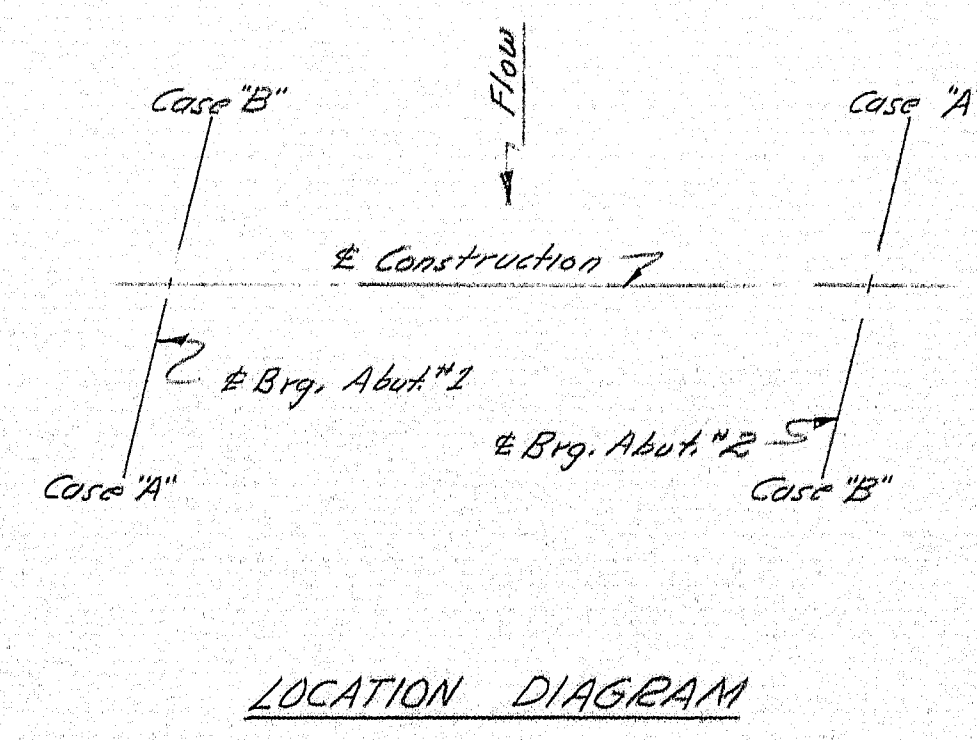 Case "B"
Flow
Case "A
℄ Construction
℄ Brg. Abut. #1
℄ Brg. Abut. #2
Case "A"
Case "B"
LOCATION DIAGRAM